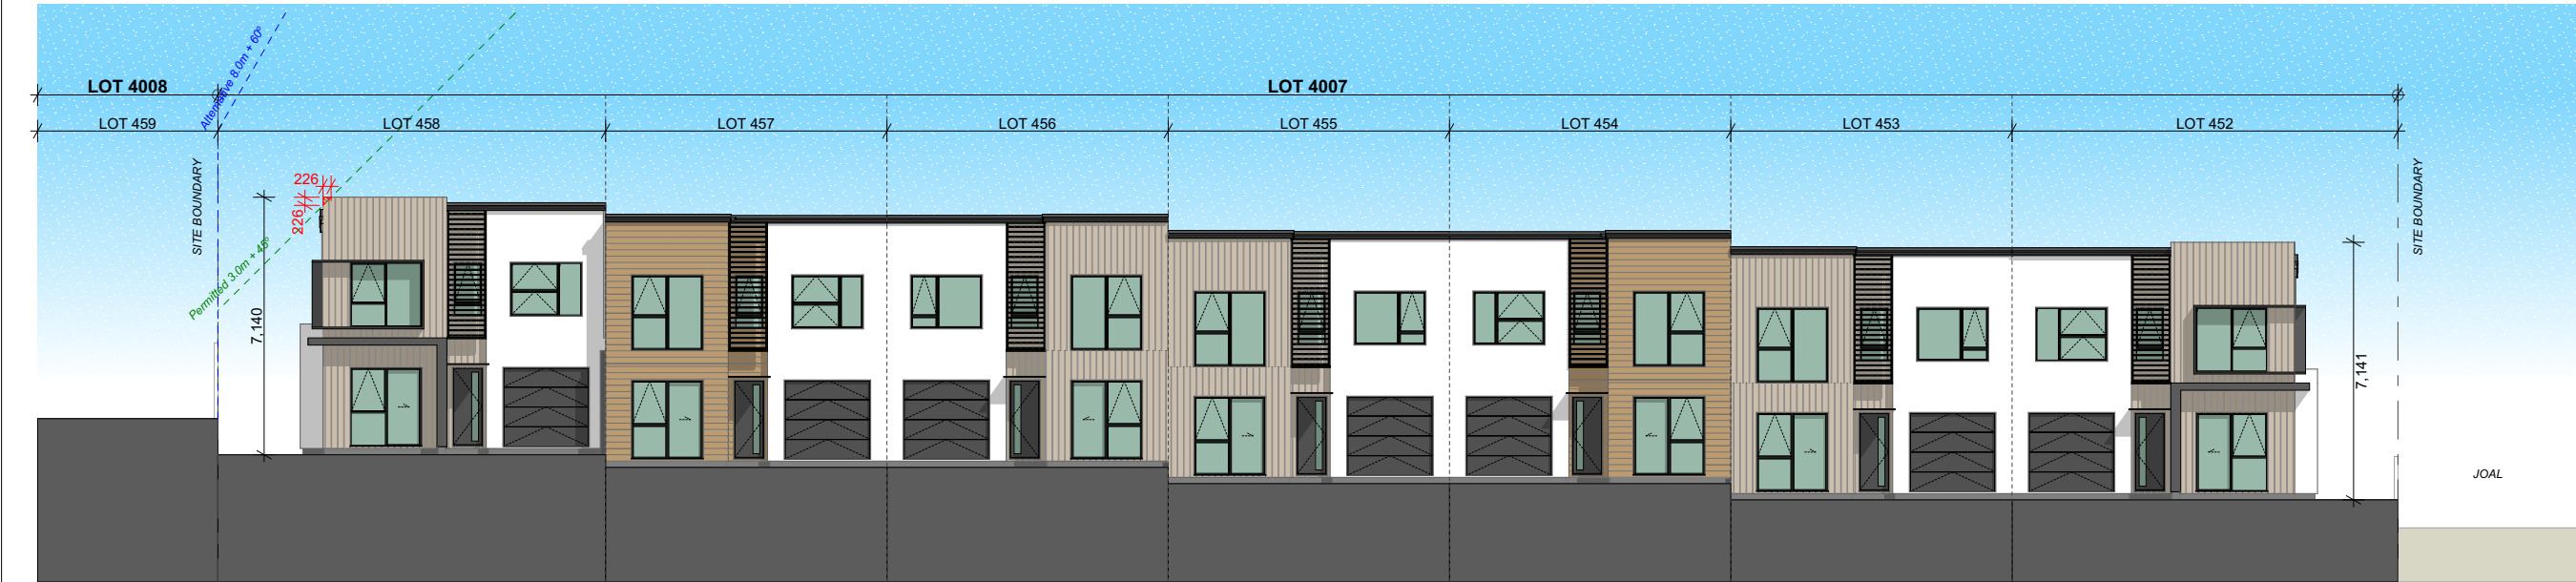 LOT 4008
LOT 4007
Alternative 8.0m + 60°
LOT 459
LOT 458
LOT 457
LOT 456
LOT 455
LOT 454
LOT 453
LOT 452
SITE BOUNDARY
SITE BOUNDARY
226
226
Permitted 3.0m + 45°
7,140
7,141
JOAL